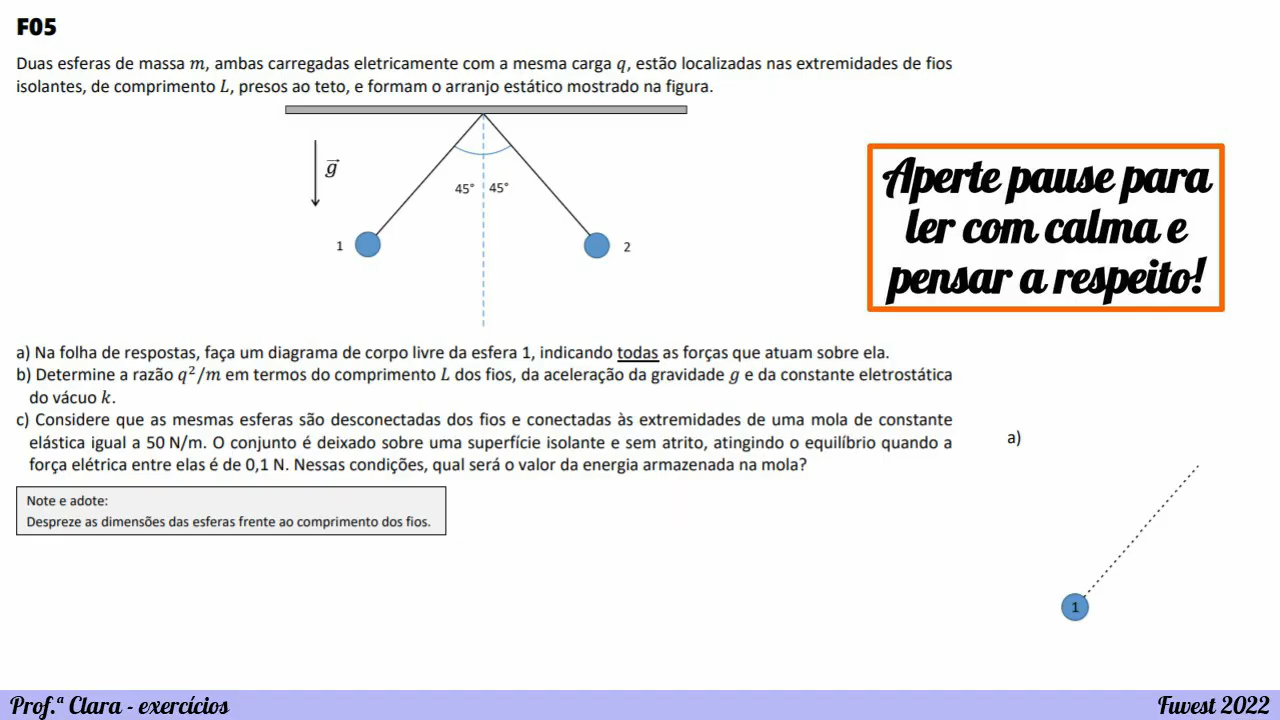 F05
Duas esferas de massa m, ambas carregadas eletricamente com a mesma carga q, estão localizadas nas extremidades de fios
isolantes, de comprimento L, presos ao teto, e formam o arranjo estático mostrado na figura.
g⃗
45° 45°
1
2
Aperte pause para
ler com calma e
pensar a respeito!
a) Na folha de respostas, faça um diagrama de corpo livre da esfera 1, indicando todas as forças que atuam sobre ela.
b) Determine a razão q²/m em termos do comprimento L dos fios, da aceleração da gravidade g e da constante eletrostática
do vácuo k.
c) Considere que as mesmas esferas são desconectadas dos fios e conectadas às extremidades de uma mola de constante
elástica igual a 50 N/m. O conjunto é deixado sobre uma superfície isolante e sem atrito, atingindo o equilíbrio quando a
força elétrica entre elas é de 0,1 N. Nessas condições, qual será o valor da energia armazenada na mola?
Note e adote:
Despreze as dimensões das esferas frente ao comprimento dos fios.
a)
1
Prof.ª Clara - exercícios
Fuvest 2022